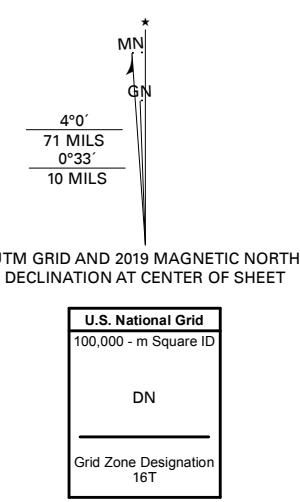 ★
MN
GN
4°0´
71 MILS
0°33´
10 MILS
UTM GRID AND 2019 MAGNETIC NORTH
DECLINATION AT CENTER OF SHEET
U.S. National Grid
100,000 - m Square ID
DN
Grid Zone Designation
16T